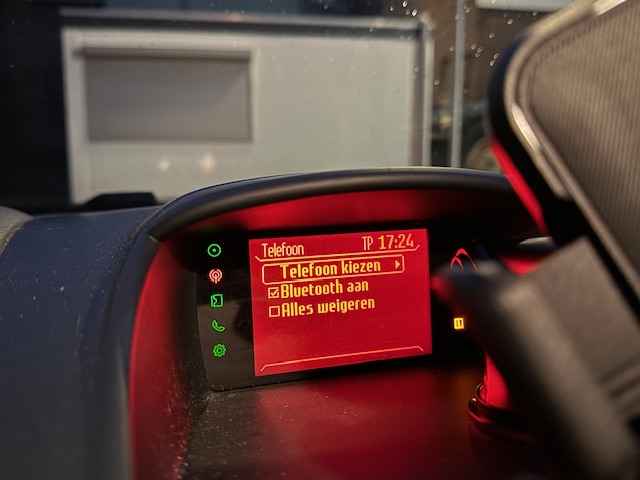 Telefoon TP 17:24
Telefoon kiezen
Bluetooth aan
Alles weigeren